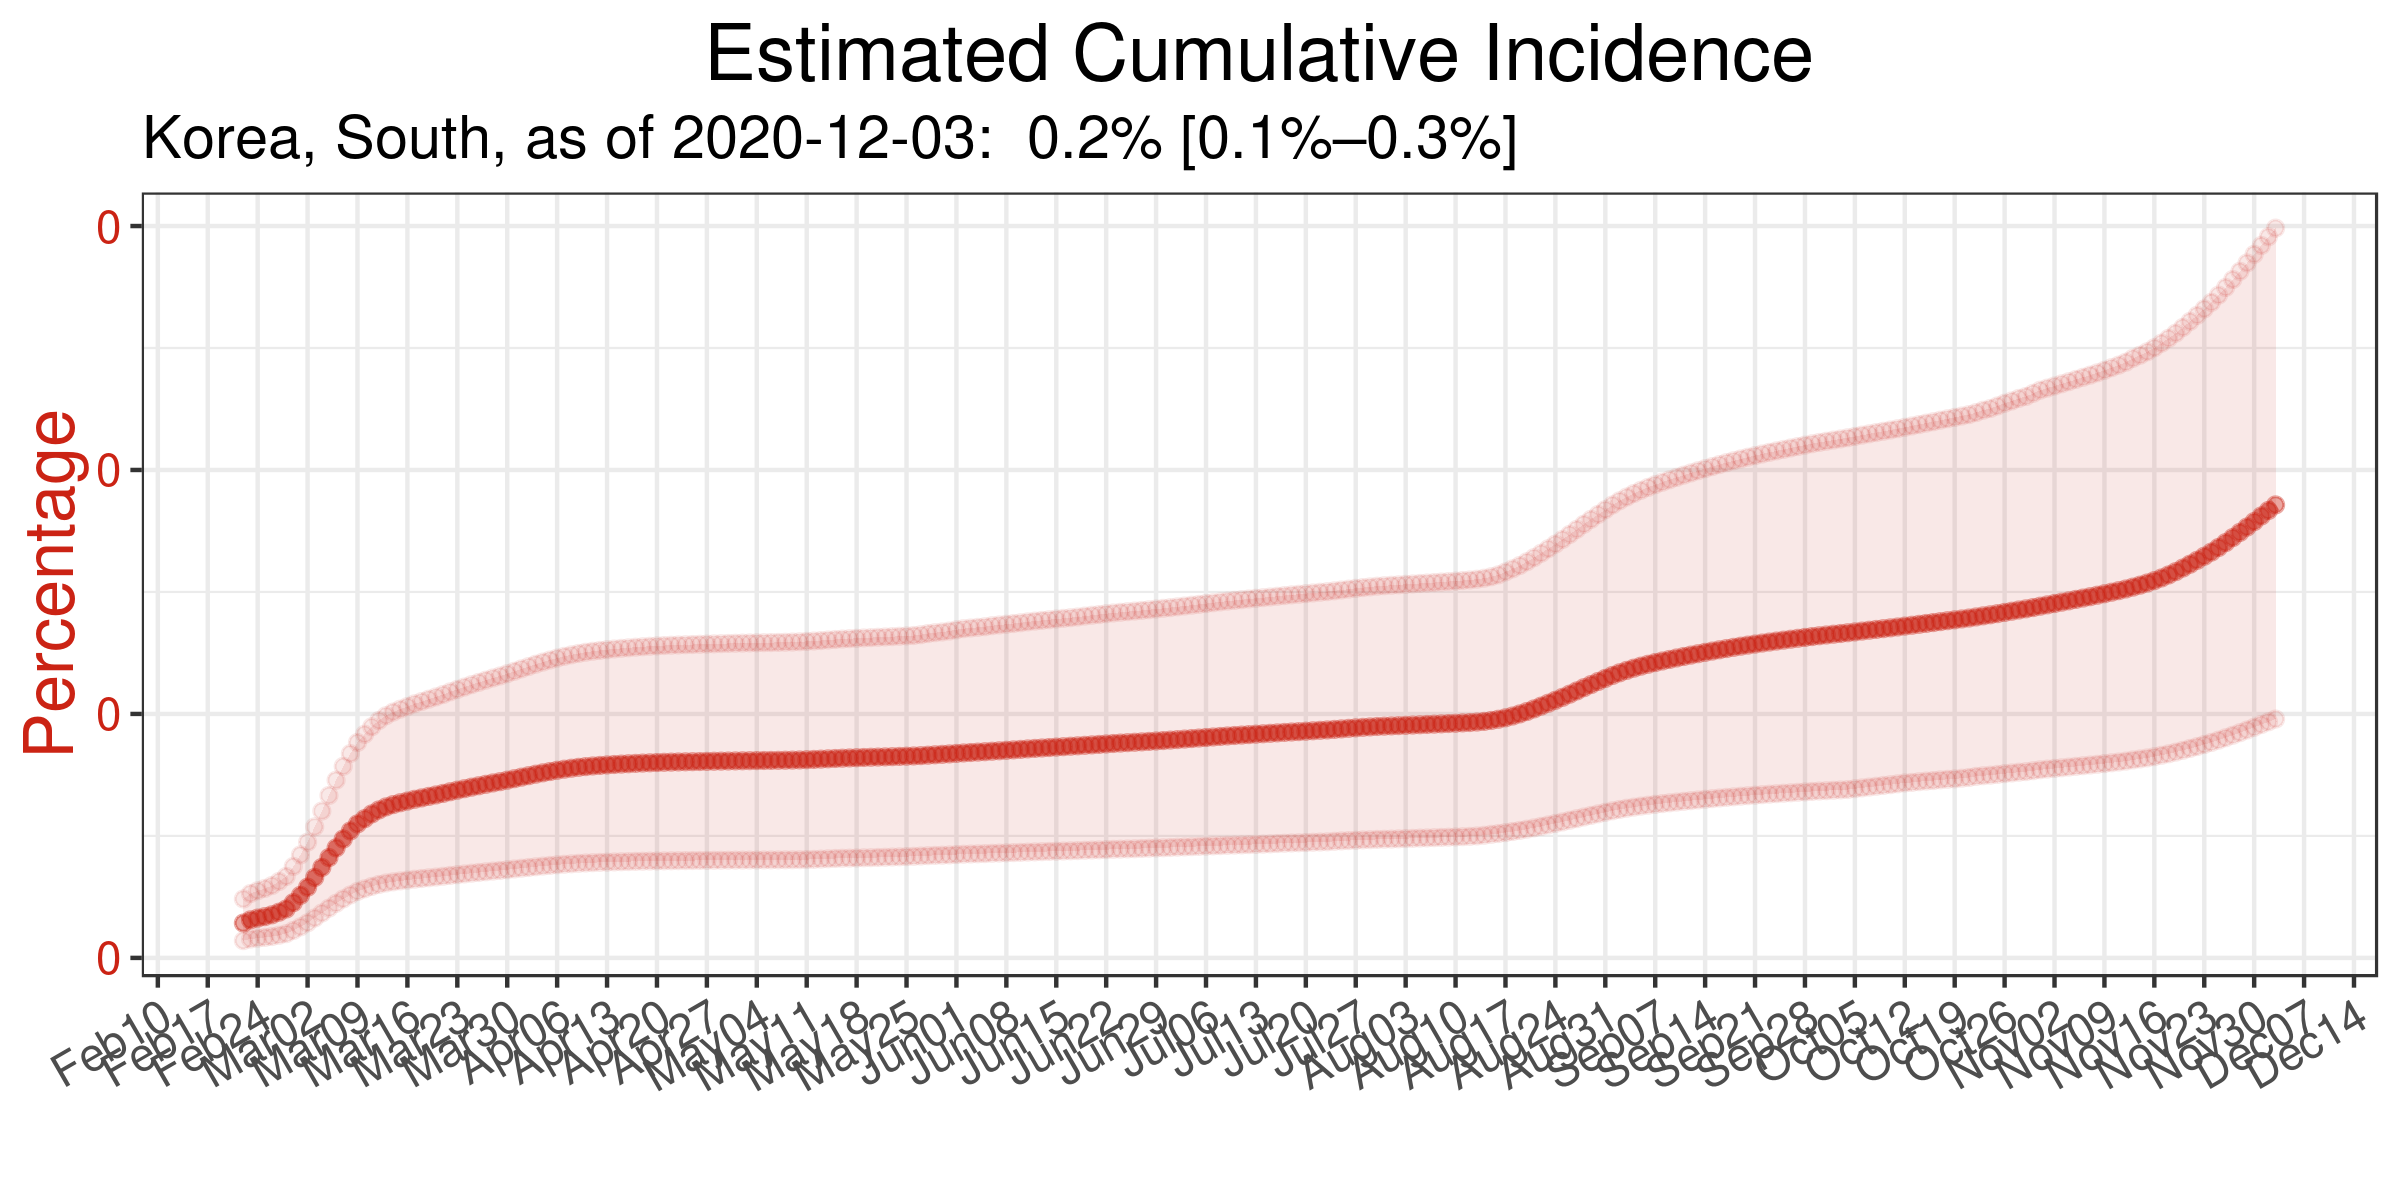 Estimated Cumulative Incidence
Korea, South, as of 2020-12-03:  0.2% [0.1%–0.3%]
Percentage
0
0
0
0
Feb10
Feb17
Feb24
Mar02
Mar09
Mar16
Mar23
Mar30
Apr06
Apr13
Apr20
Apr27
May04
May11
May18
May25
Jun01
Jun08
Jun15
Jun22
Jun29
Jul06
Jul13
Jul20
Jul27
Aug03
Aug10
Aug17
Aug24
Aug31
Sep07
Sep14
Sep21
Sep28
Oct05
Oct12
Oct19
Oct26
Nov02
Nov09
Nov16
Nov23
Nov30
Dec07
Dec14